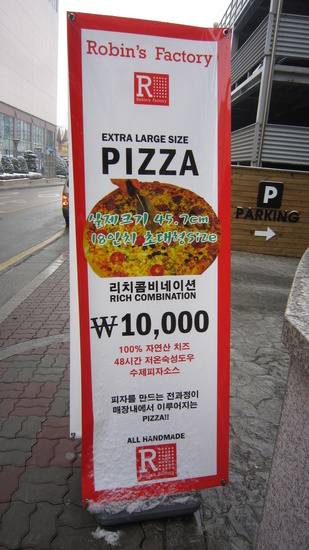 Robin's Factory
R
Robin's Factory
EXTRA LARGE SIZE
PIZZA
실제크기 45.7cm
18인치 초대형Size
리치콤비네이션
RICH COMBINATION
₩10,000
100% 자연산 치즈
48시간 저온숙성도우
수제피자소스
피자를 만드는 전과정이
매장내에서 이루어지는
PIZZA!!
ALL HANDMADE
R
Robin's Factory
P
PARKING